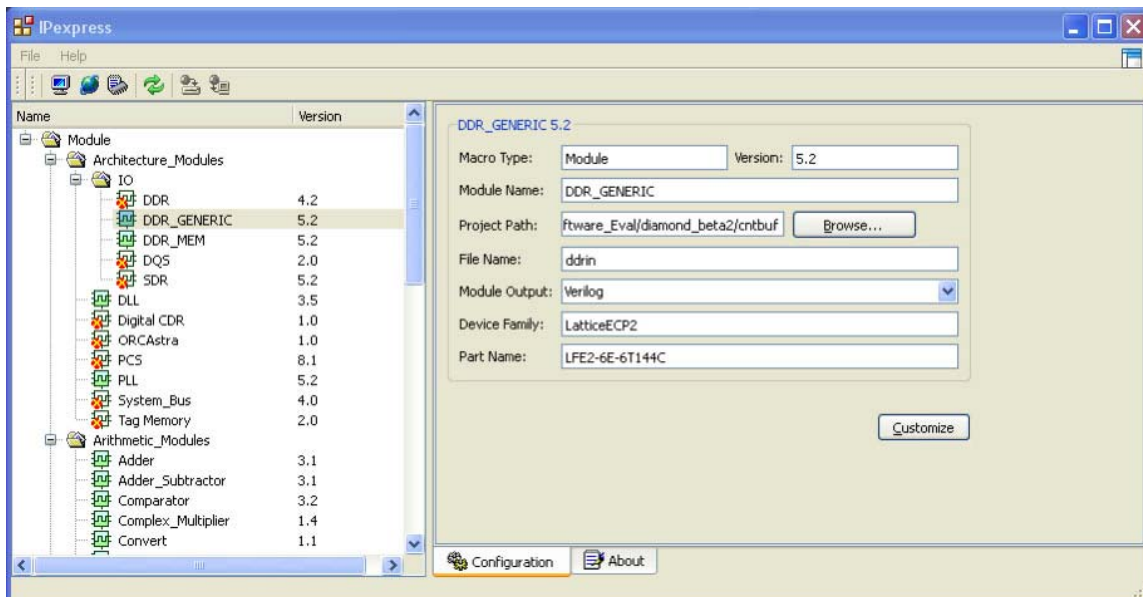 IPexpress
File Help
Name Version
Module
Architecture_Modules
IO
DDR 4.2
DDR_GENERIC 5.2
DDR_MEM 5.2
DQS 2.0
SDR 5.2
DLL 3.5
Digital CDR 1.0
ORCAstra 1.0
PCS 8.1
PLL 5.2
System_Bus 4.0
Tag Memory 2.0
Arithmetic_Modules
Adder 3.1
Adder_Subtractor 3.1
Comparator 3.2
Complex_Multiplier 1.4
Convert 1.1
DDR_GENERIC 5.2
Macro Type: Module Version: 5.2
Module Name: DDR_GENERIC
Project Path: ftware_Eval/diamond_beta2/cntbuf Browse...
File Name: ddrin
Module Output: Verilog
Device Family: LatticeECP2
Part Name: LFE2-6E-6T144C
Customize
Configuration About